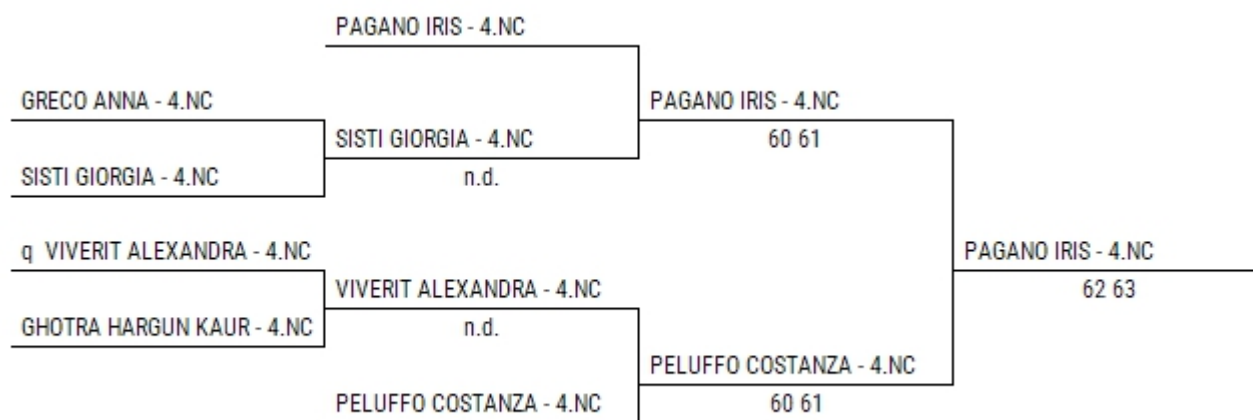 PAGANO IRIS - 4.NC
GRECO ANNA - 4.NC
PAGANO IRIS - 4.NC
SISTI GIORGIA - 4.NC
60 61
SISTI GIORGIA - 4.NC
n.d.
q VIVERIT ALEXANDRA - 4.NC
PAGANO IRIS - 4.NC
VIVERIT ALEXANDRA - 4.NC
62 63
GHOTRA HARGUN KAUR - 4.NC
n.d.
PELUFFO COSTANZA - 4.NC
PELUFFO COSTANZA - 4.NC
60 61